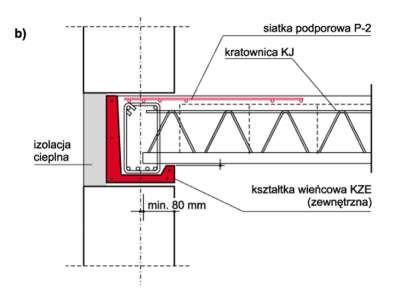 b)
siatka podporowa P-2
kratownica KJ
izolacja
cieplna
min. 80 mm
kształtka wieńcowa KZE
(zewnętrzna)